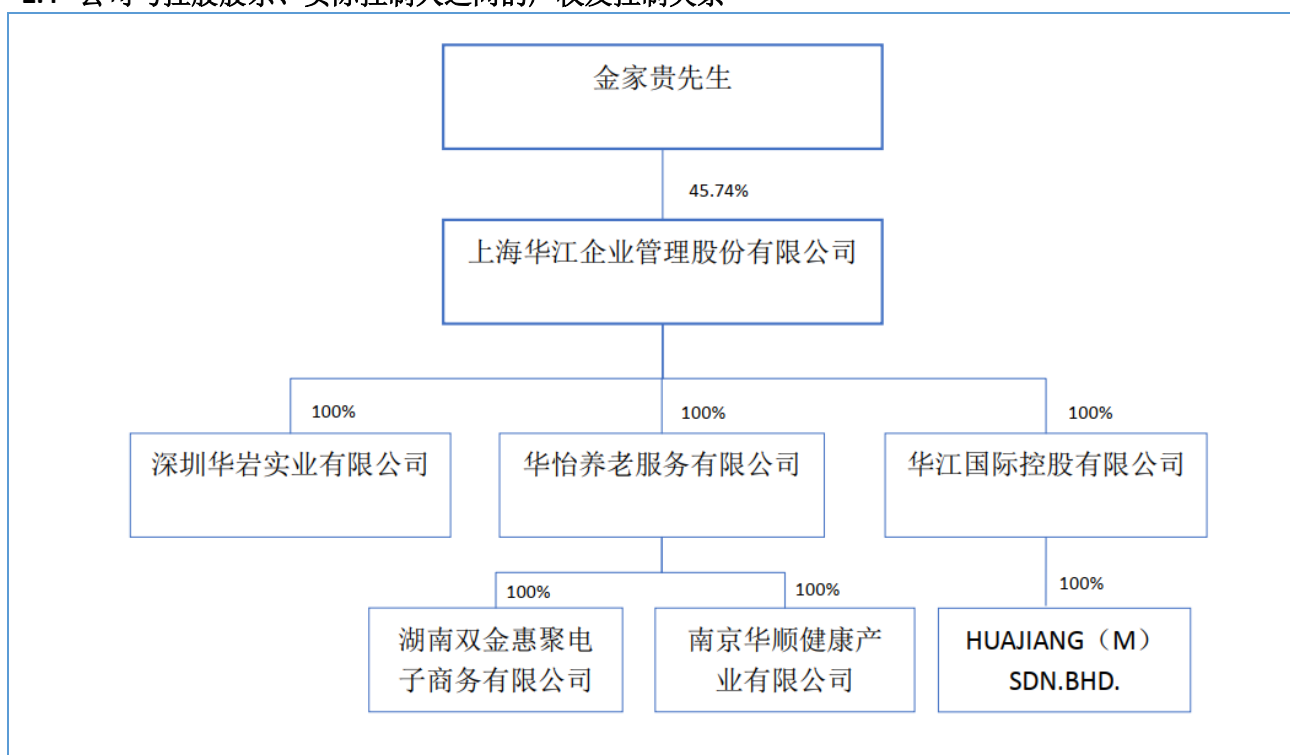 金家贵先生
45.74%
上海华江企业管理股份有限公司
100%
100%
100%
深圳华岩实业有限公司
华怡养老服务有限公司
华江国际控股有限公司
100%
100%
100%
湖南双金惠聚电
子商务有限公司
南京华顺健康产
业有限公司
HUAJIANG（M）
SDN.BHD.